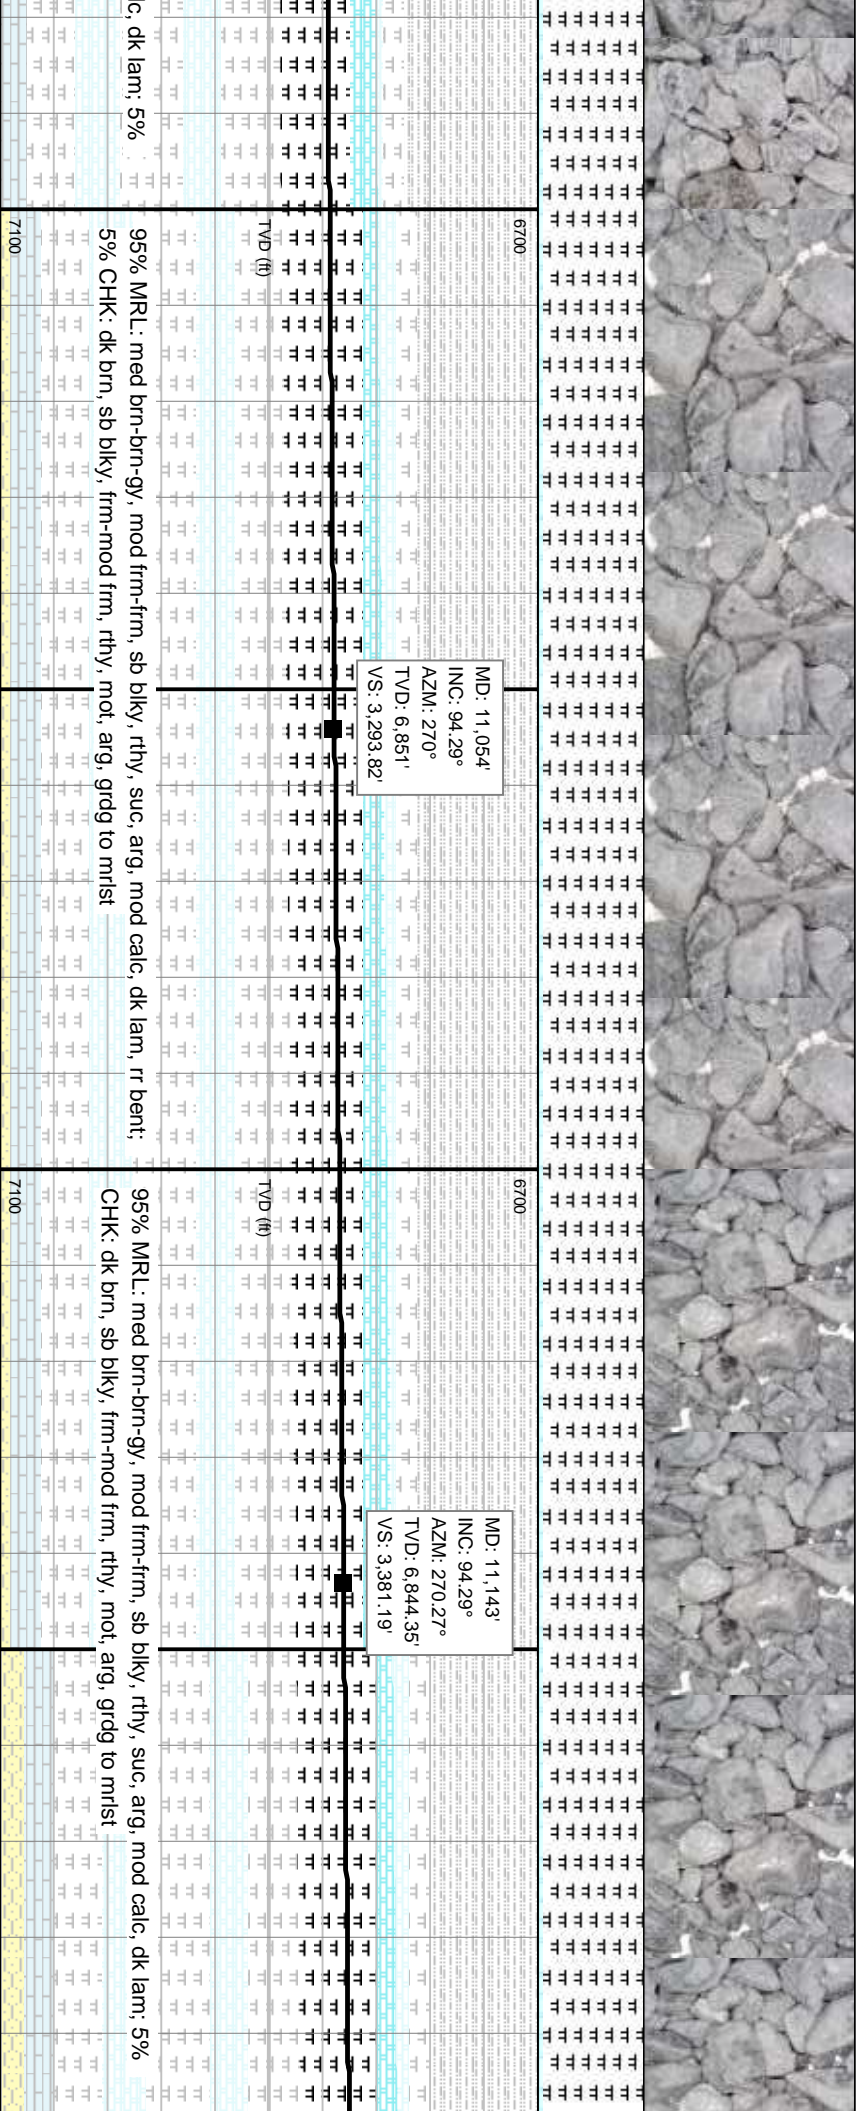 lc, dk lam; 5%
6700
TVD (ft)
7100
95% MRL: med brn-brn-gy, mod frm-frm, sb blky, rthy, suc, arg, mod calc, dk lam, rr bent;
5% CHK: dk brn, sb blky, frm-mod frm, rthy, mot, arg, grdg to mrlst
MD: 11,054'
INC: 94.29°
AZM: 270°
TVD: 6,851'
VS: 3,293.82'
6700
TVD (ft)
7100
95% MRL: med brn-brn-gy, mod frm-frm, sb blky, rthy, suc, arg, mod calc, dk lam; 5%
CHK: dk brn, sb blky, frm-mod frm, rthy, mot, arg, grdg to mrlst
MD: 11,143'
INC: 94.29°
AZM: 270.27°
TVD: 6,844.35'
VS: 3,381.19'